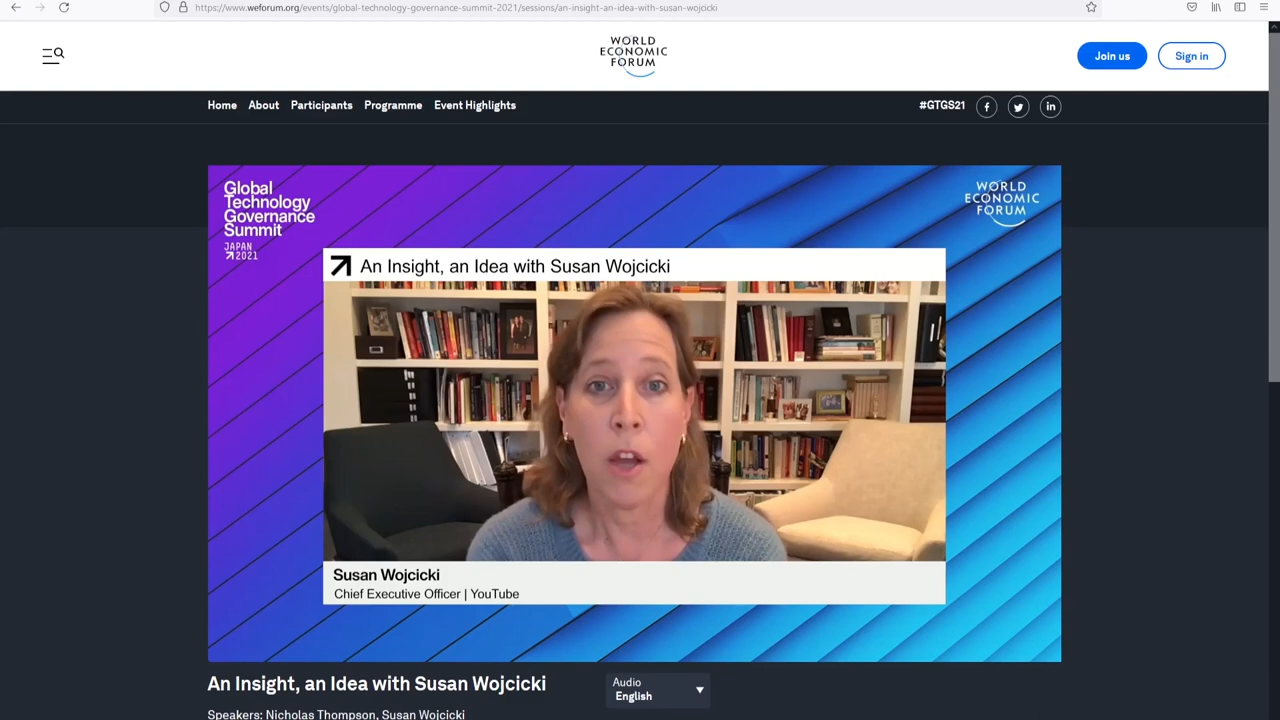 https://www.weforum.org/events/global-technology-governance-summit-2021/sessions/an-insight-an-idea-with-susan-wojcicki
WORLD
ECONOMIC
FORUM
Join us
Sign in
Home About Participants Programme Event Highlights
#GTGS21
Global
Technology
Governance
Summit
JAPAN
2021
WORLD
ECONOMIC
FORUM
An Insight, an Idea with Susan Wojcicki
Susan Wojcicki
Chief Executive Officer | YouTube
An Insight, an Idea with Susan Wojcicki
Audio
English
Speakers: Nicholas Thompson, Susan Wojcicki